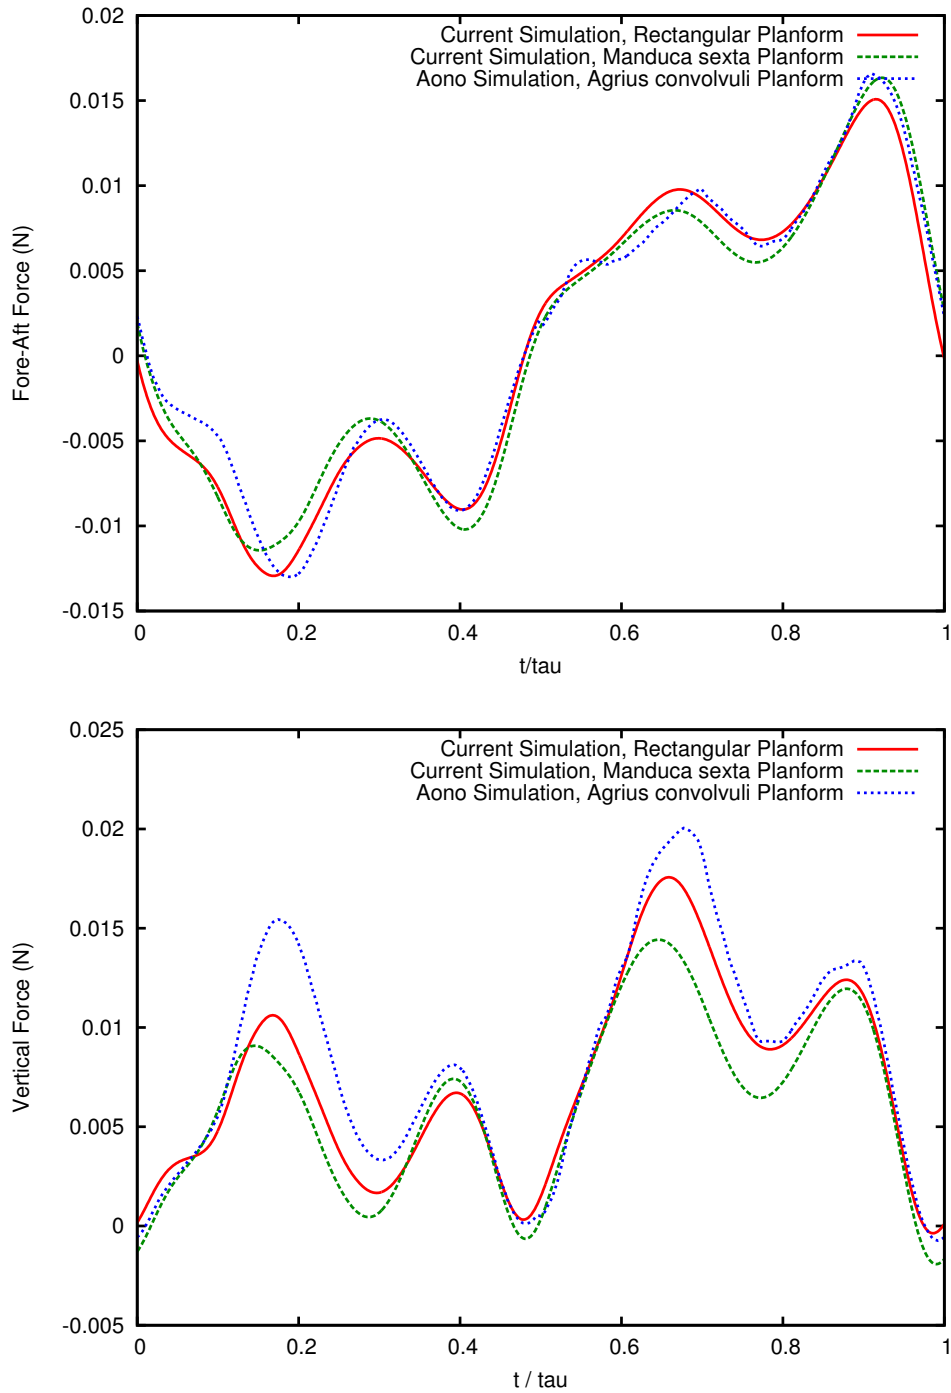 0.02
Current Simulation, Rectangular Planform
Current Simulation, Manduca sexta Planform
Aono Simulation, Agrius convolvuli Planform
0.015
0.01
0.005
0
-0.005
-0.01
-0.015
Fore-Aft Force (N)
0 0.2 0.4 0.6 0.8 1
t/tau
0.025
Current Simulation, Rectangular Planform
Current Simulation, Manduca sexta Planform
Aono Simulation, Agrius convolvuli Planform
0.02
0.015
0.01
0.005
0
-0.005
Vertical Force (N)
0 0.2 0.4 0.6 0.8 1
t / tau